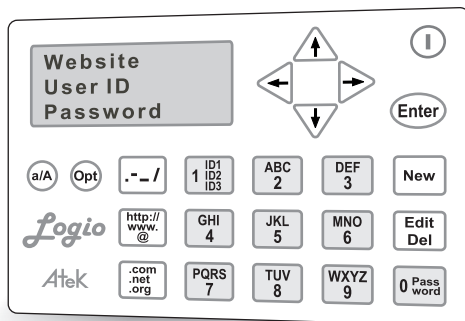 Website
User ID
Password
I
Enter
a/A
Opt
.-_ /
1 ID1 ID2 ID3
ABC
2
DEF
3
New
Logio
http://
www.
@
GHI
4
JKL
5
MNO
6
Edit
Del
AteK
.com
.net
.org
PQRS
7
TUV
8
WXYZ
9
0 Pass
word